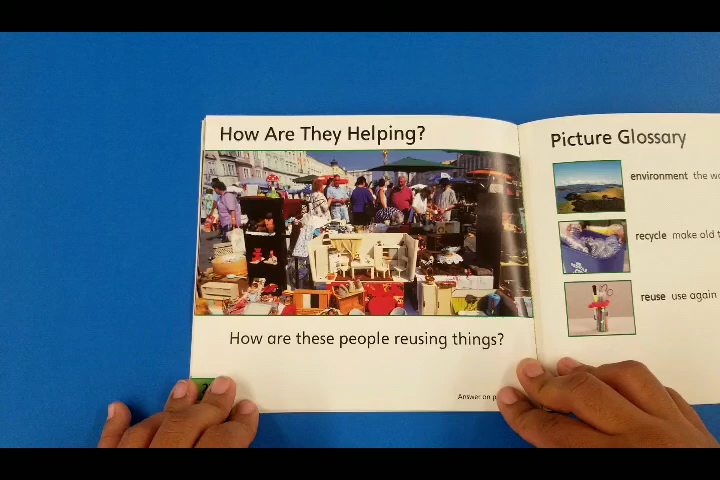 How Are They Helping?
How are these people reusing things?
Answer on
Picture Glossary
environment the
recycle make old
reuse use again